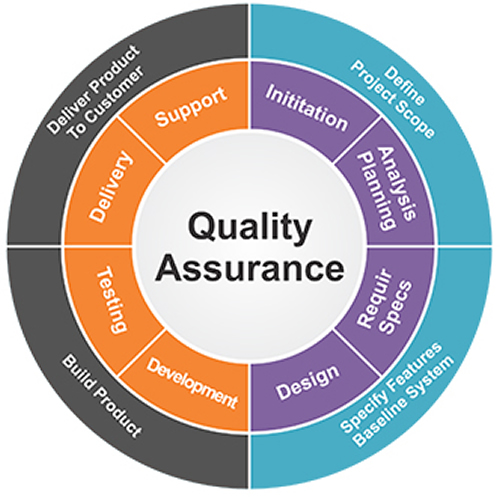 Quality
Assurance
Define
Project Scope
Specify Features
Baseline System
Build Product
Deliver Product
To Customer
Inititation
Analysis
Planning
Requir
Specs
Design
Development
Testing
Delivery
Support